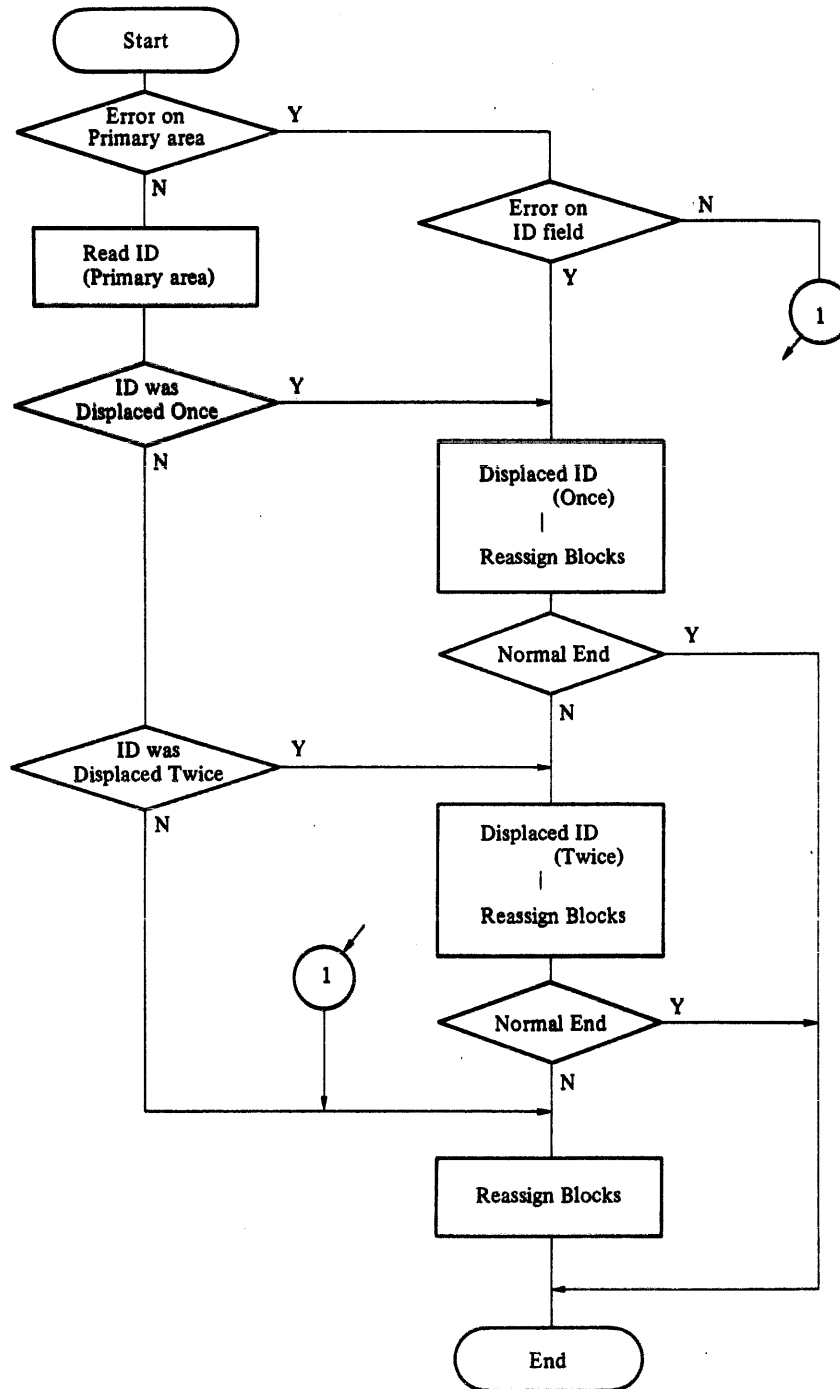 Start
Error on
Primary area
Y
N
Error on
ID field
N
Y
Read ID
(Primary area)
1
ID was
Displaced Once
Y
N
Displaced ID
(Once)
|
Reassign Blocks
Normal End
Y
N
ID was
Displaced Twice
Y
N
Displaced ID
(Twice)
|
Reassign Blocks
1
Normal End
Y
N
Reassign Blocks
End